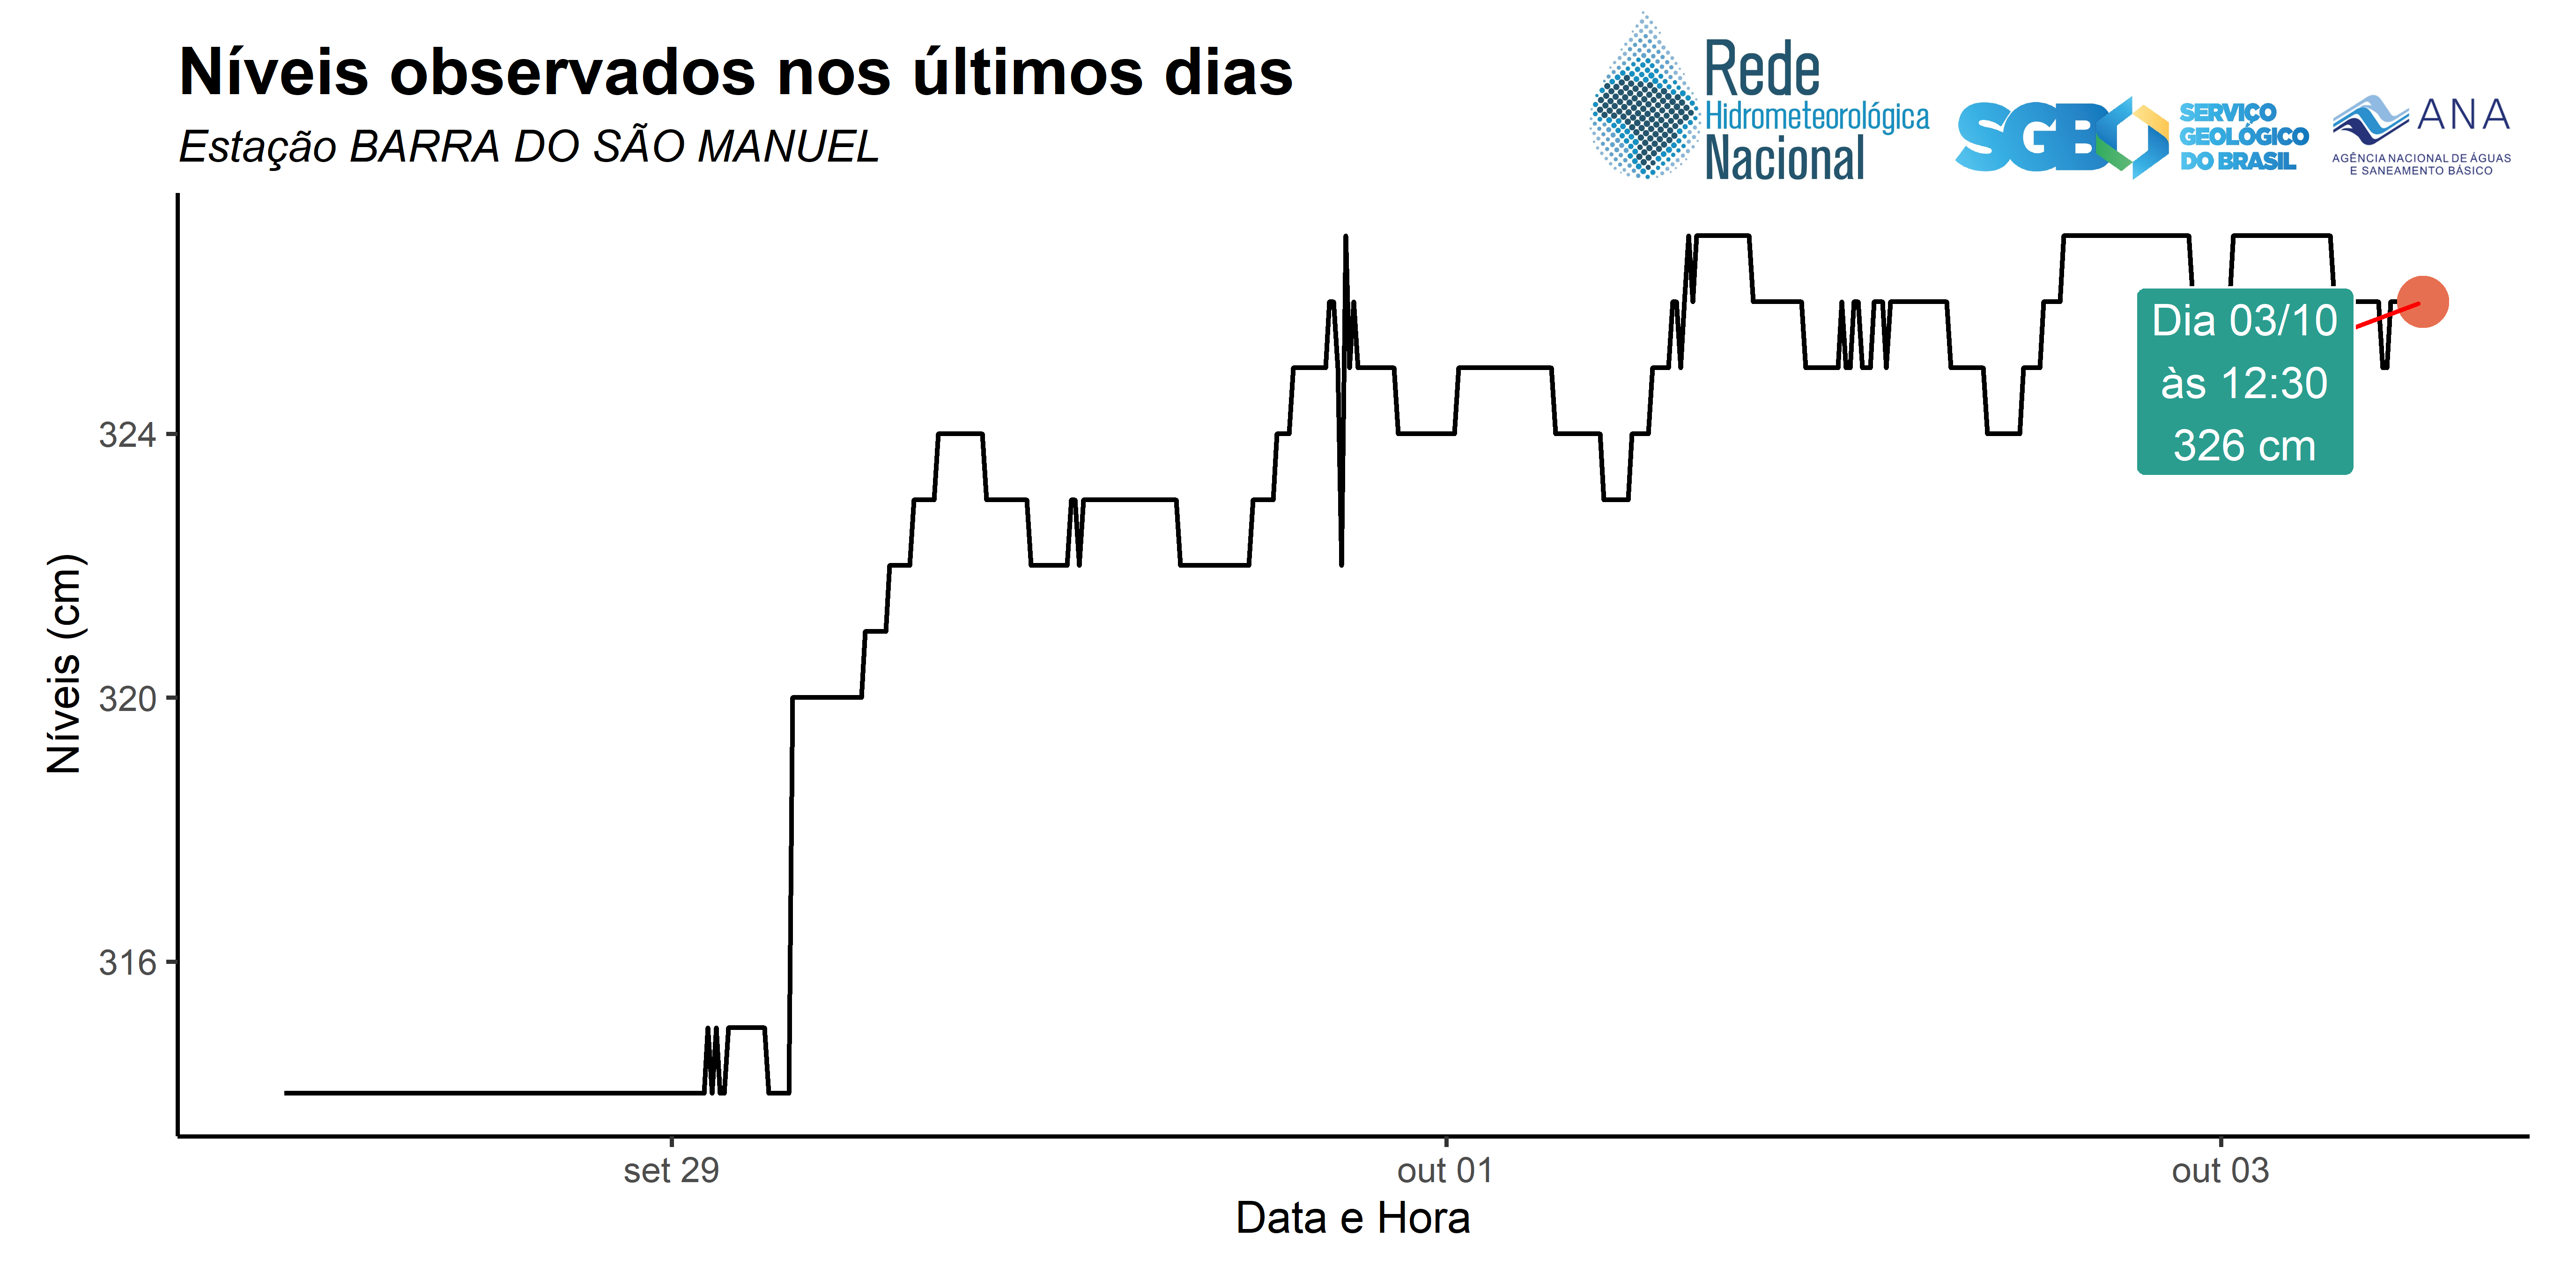 Níveis observados nos últimos dias
Estação BARRA DO SÃO MANUEL
Rede
Hidrometeorológica
Nacional
SGB
SERVIÇO
GEOLÓGICO
DO BRASIL
ANA
AGÊNCIA NACIONAL DE ÁGUAS
E SANEAMENTO BÁSICO
Níveis (cm)
324
320
316
Dia 03/10
às 12:30
326 cm
set 29
out 01
out 03
Data e Hora